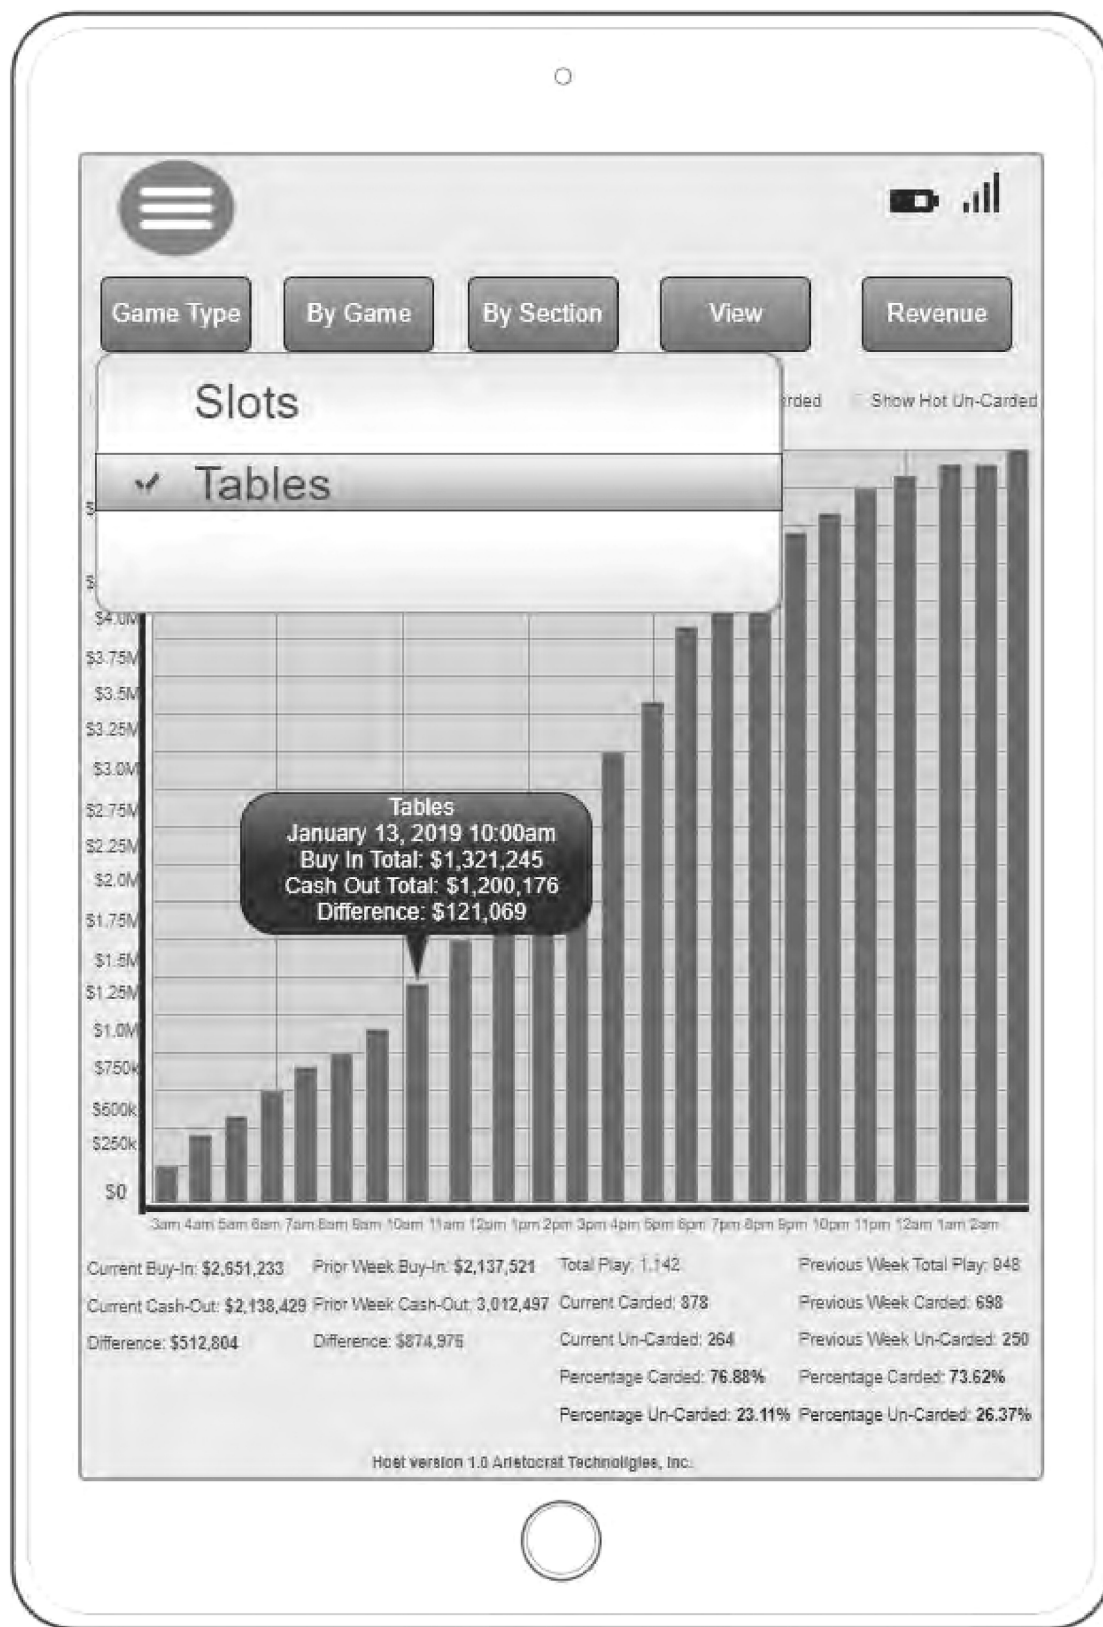 Game Type
By Game
By Section
View
Revenue
Slots
Tables
Show Hot Un-Carded
$4.0M
$3.75M
$3.5M
$3.25M
$3.0M
$2.75M
$2.25M
$2.0M
$1.75M
$1.5M
$1.25M
$1.0M
$750k
$500k
$250k
$0
Tables
January 13, 2019 10:00am
Buy In Total: $1,321,245
Cash Out Total: $1,200,176
Difference: $121,069
3am 4am 5am 6am 7am 8am 9am 10am 11am 12pm 1pm 2pm 3pm 4pm 5pm 6pm 7pm 8pm 9pm 10pm 11pm 12am 1am 2am
Current Buy-In: $2,651,233
Current Cash-Out: $2,138,429
Difference: $512,804
Prior Week Buy-In: $2,137,521
Prior Week Cash-Out: 3,012,497
Difference: $874,976
Total Play: 1,142
Current Carded: 878
Current Un-Carded: 264
Percentage Carded: 76.88%
Percentage Un-Carded: 23.11%
Previous Week Total Play: 948
Previous Week Carded: 698
Previous Week Un-Carded: 250
Percentage Carded: 73.62%
Percentage Un-Carded: 26.37%
Host version 1.0 Aristocrat Technoligies, Inc.